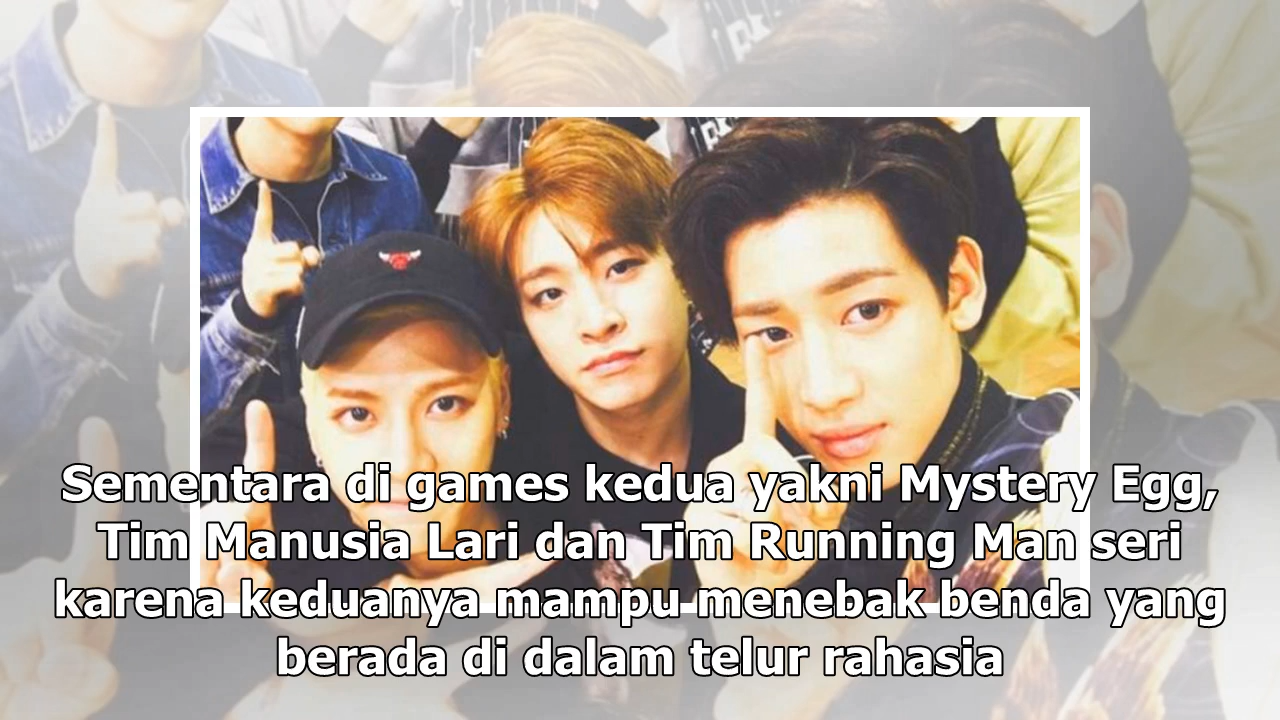 Sementara di games kedua yakni Mystery Egg,
Tim Manusia Lari dan Tim Running Man seri
karena keduanya mampu menebak benda yang
berada di dalam telur rahasia